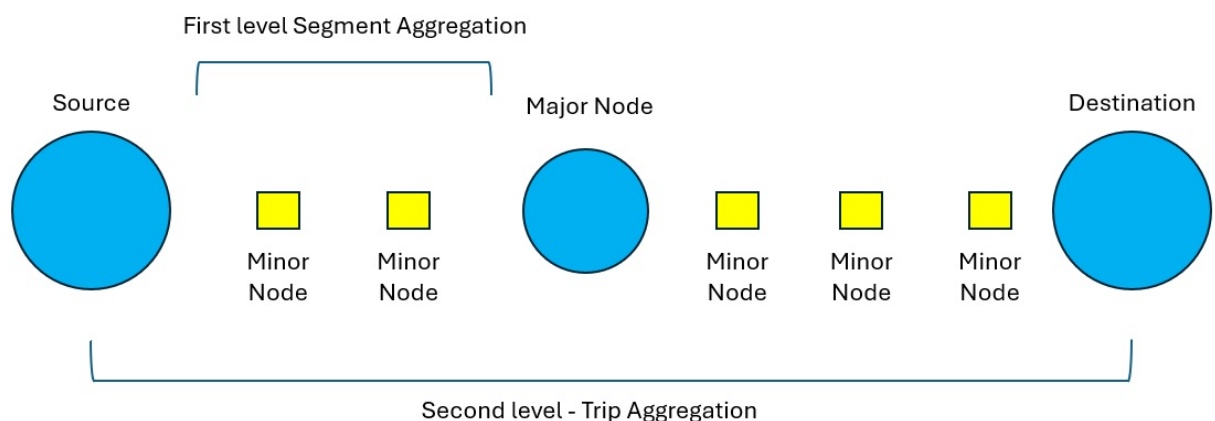 First level Segment Aggregation
Source
Major Node
Destination
Minor
Node
Minor
Node
Minor
Node
Minor
Node
Minor
Node
Second level - Trip Aggregation